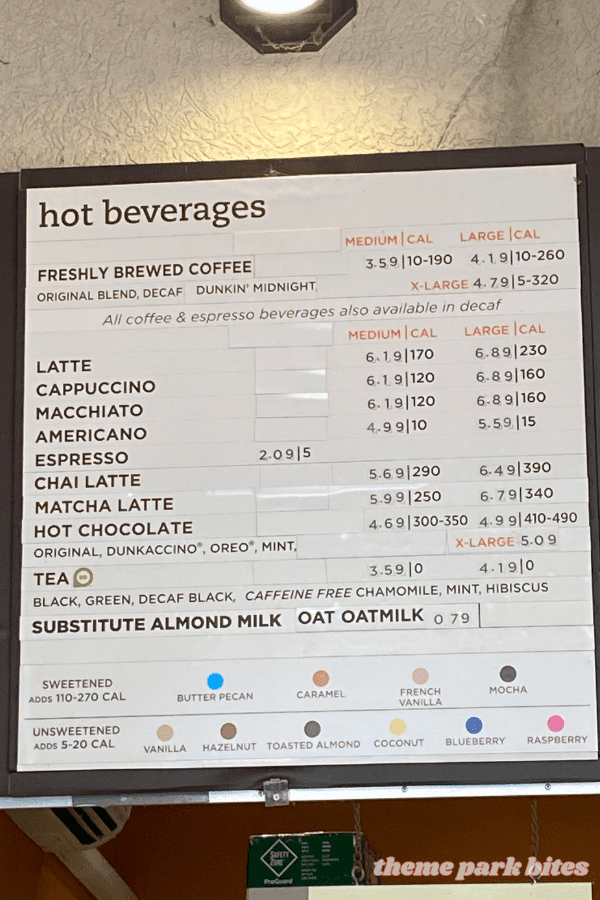 hot beverages
MEDIUM|CAL LARGE|CAL
FRESHLY BREWED COFFEE 3.59|10-190 4.19|10-260
ORIGINAL BLEND, DECAF DUNKIN' MIDNIGHT, X-LARGE 4.79|5-320
All coffee & espresso beverages also available in decaf
MEDIUM|CAL LARGE|CAL
LATTE 6.19|170 6.89|230
CAPPUCCINO 6.19|120 6.89|160
MACCHIATO 6.19|120 6.89|160
AMERICANO 4.99|10 5.59|15
ESPRESSO 2.09|5
CHAI LATTE 5.69|290 6.49|390
MATCHA LATTE 5.99|250 6.79|340
HOT CHOCOLATE 4.69|300-350 4.99|410-490
ORIGINAL, DUNKACCINO®, OREO®, MINT, X-LARGE 5.09
TEA 3.59|0 4.19|0
BLACK, GREEN, DECAF BLACK, CAFFEINE FREE CHAMOMILE, MINT, HIBISCUS
SUBSTITUTE ALMOND MILK OAT OATMILK 0 79
SWEETENED
ADDS 110-270 CAL
BUTTER PECAN CARAMEL FRENCH VANILLA MOCHA
UNSWEETENED
ADDS 5-20 CAL
VANILLA HAZELNUT TOASTED ALMOND COCONUT BLUEBERRY RASPBERRY
SAFETY
ZONE
ProGuard
theme park bites